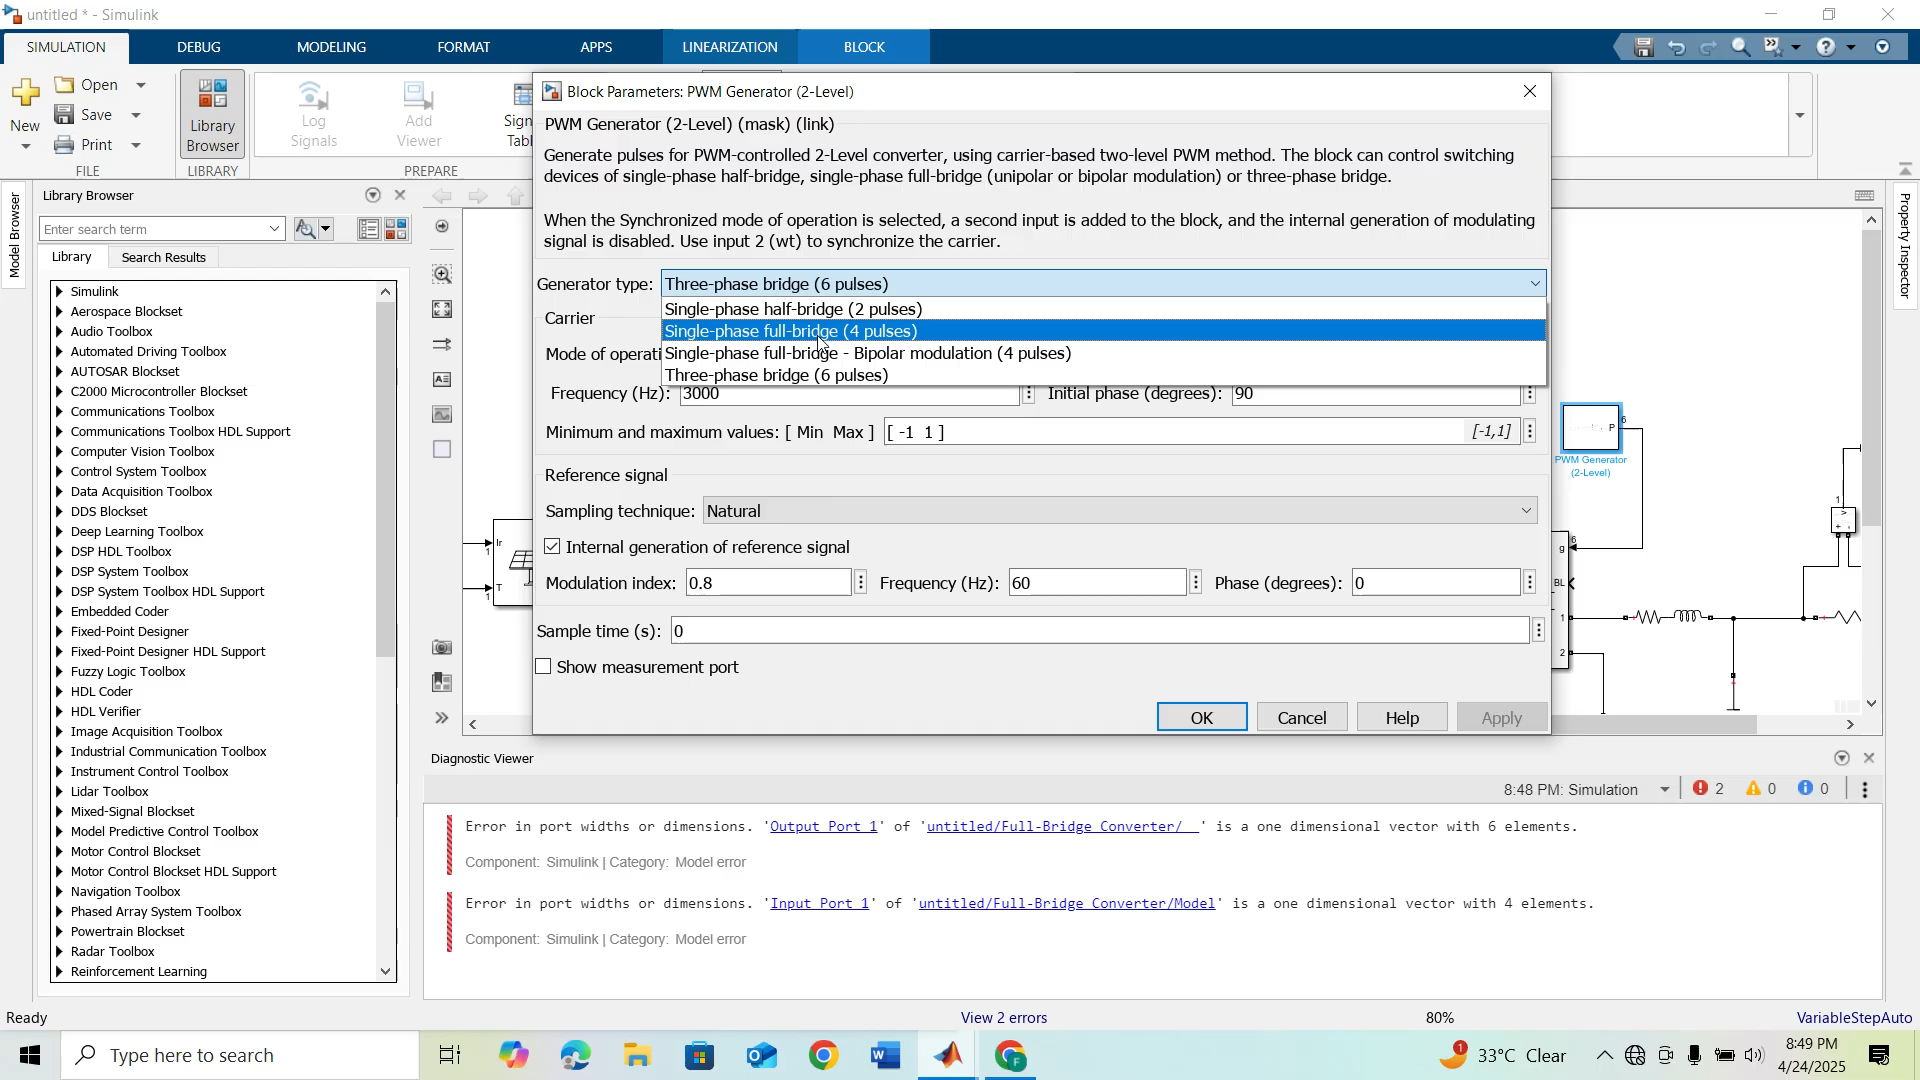 untitled * - Simulink
SIMULATION DEBUG MODELING FORMAT APPS LINEARIZATION BLOCK
New
Open
Save
Print
FILE
Library
Browser
LIBRARY
Log
Signals
Add
Viewer
PREPARE
Block Parameters: PWM Generator (2-Level)
PWM Generator (2-Level) (mask) (link)
Generate pulses for PWM-controlled 2-Level converter, using carrier-based two-level PWM method. The block can control switching
devices of single-phase half-bridge, single-phase full-bridge (unipolar or bipolar modulation) or three-phase bridge.
When the Synchronized mode of operation is selected, a second input is added to the block, and the internal generation of modulating
signal is disabled. Use input 2 (wt) to synchronize the carrier.
Generator type: Three-phase bridge (6 pulses)
Single-phase half-bridge (2 pulses)
Single-phase full-bridge (4 pulses)
Single-phase full-bridge - Bipolar modulation (4 pulses)
Three-phase bridge (6 pulses)
Carrier
Frequency (Hz): 3000 Initial phase (degrees): 90
Minimum and maximum values: [ Min Max ] [ -1 1 ] [-1,1]
Reference signal
Sampling technique: Natural
Internal generation of reference signal
Modulation index: 0.8 Frequency (Hz): 60 Phase (degrees): 0
Sample time (s): 0
Show measurement port
OK Cancel Help Apply
Model Browser
Library Browser
Enter search term
Library Search Results
Simulink
Aerospace Blockset
Audio Toolbox
Automated Driving Toolbox
AUTOSAR Blockset
C2000 Microcontroller Blockset
Communications Toolbox
Communications Toolbox HDL Support
Computer Vision Toolbox
Control System Toolbox
Data Acquisition Toolbox
DDS Blockset
Deep Learning Toolbox
DSP HDL Toolbox
DSP System Toolbox
DSP System Toolbox HDL Support
Embedded Coder
Fixed-Point Designer
Fixed-Point Designer HDL Support
Fuzzy Logic Toolbox
HDL Coder
HDL Verifier
Image Acquisition Toolbox
Industrial Communication Toolbox
Instrument Control Toolbox
Lidar Toolbox
Mixed-Signal Blockset
Model Predictive Control Toolbox
Motor Control Blockset
Motor Control Blockset HDL Support
Navigation Toolbox
Phased Array System Toolbox
Powertrain Blockset
Radar Toolbox
Reinforcement Learning
Ir
1
T
1
P
6
PWM Generator
(2-Level)
g
6
BL
1
2
1
Property Inspector
Diagnostic Viewer
8:48 PM: Simulation 2 0 0
Error in port widths or dimensions. 'Output Port 1' of 'untitled/Full-Bridge Converter/ ' is a one dimensional vector with 6 elements.
Component: Simulink | Category: Model error
Error in port widths or dimensions. 'Input Port 1' of 'untitled/Full-Bridge Converter/Model' is a one dimensional vector with 4 elements.
Component: Simulink | Category: Model error
Ready View 2 errors 80% VariableStepAuto
Type here to search
1 33°C Clear
8:49 PM
4/24/2025